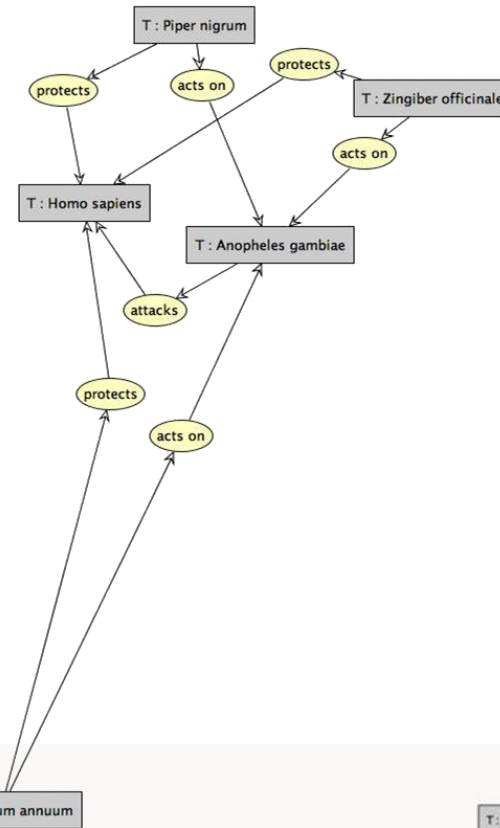 T : Piper nigrum
protects
acts on
protects
T : Zingiber officinale
acts on
T : Homo sapiens
T : Anopheles gambiae
attacks
protects
acts on
um annuum
T :